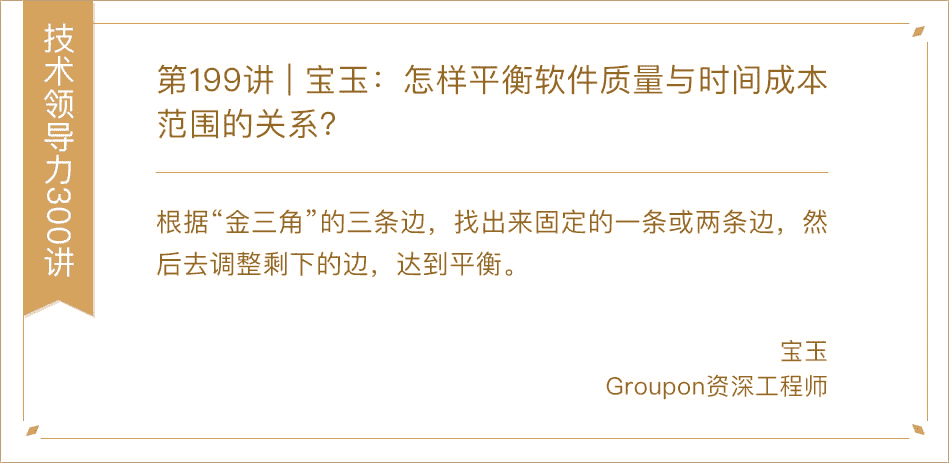 技术领导力300讲
第199讲 | 宝玉：怎样平衡软件质量与时间成本
范围的关系？
根据“金三角”的三条边，找出来固定的一条或两条边，然
后去调整剩下的边，达到平衡。
宝玉
Groupon资深工程师